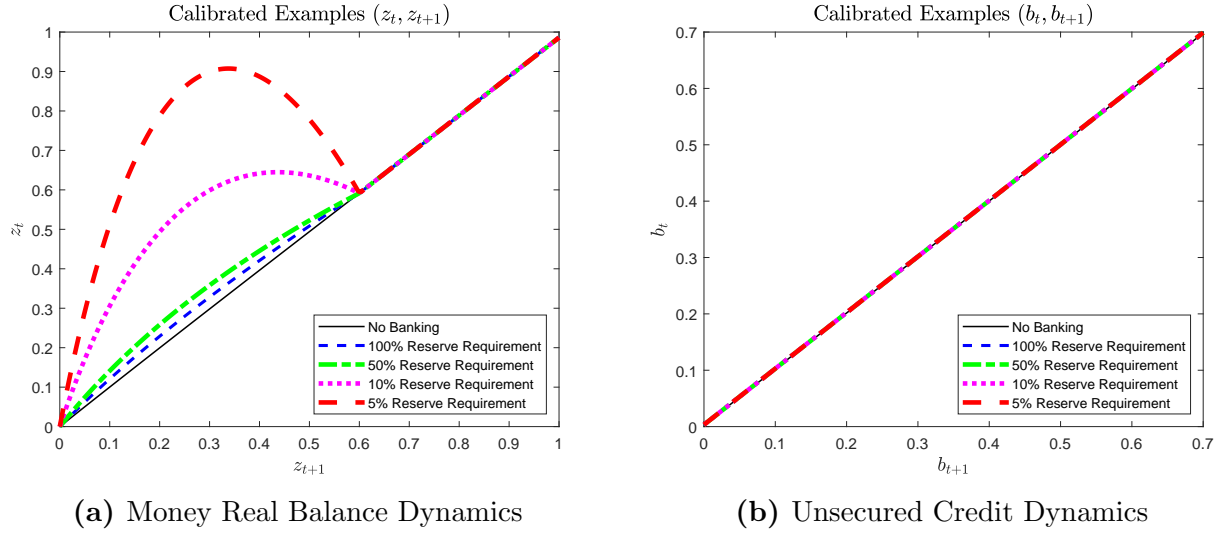 Calibrated Examples (z_t, z_{t+1})
1
0.9
0.8
0.7
0.6
0.5
0.4
0.3
0.2
0.1
0
z_t
No Banking
100% Reserve Requirement
50% Reserve Requirement
10% Reserve Requirement
5% Reserve Requirement
0 0.1 0.2 0.3 0.4 0.5 0.6 0.7 0.8 0.9 1
z_{t+1}
(a) Money Real Balance Dynamics
Calibrated Examples (b_t, b_{t+1})
0.7
0.6
0.5
0.4
0.3
0.2
0.1
0
b_t
No Banking
100% Reserve Requirement
50% Reserve Requirement
10% Reserve Requirement
5% Reserve Requirement
0 0.1 0.2 0.3 0.4 0.5 0.6 0.7
b_{t+1}
(b) Unsecured Credit Dynamics